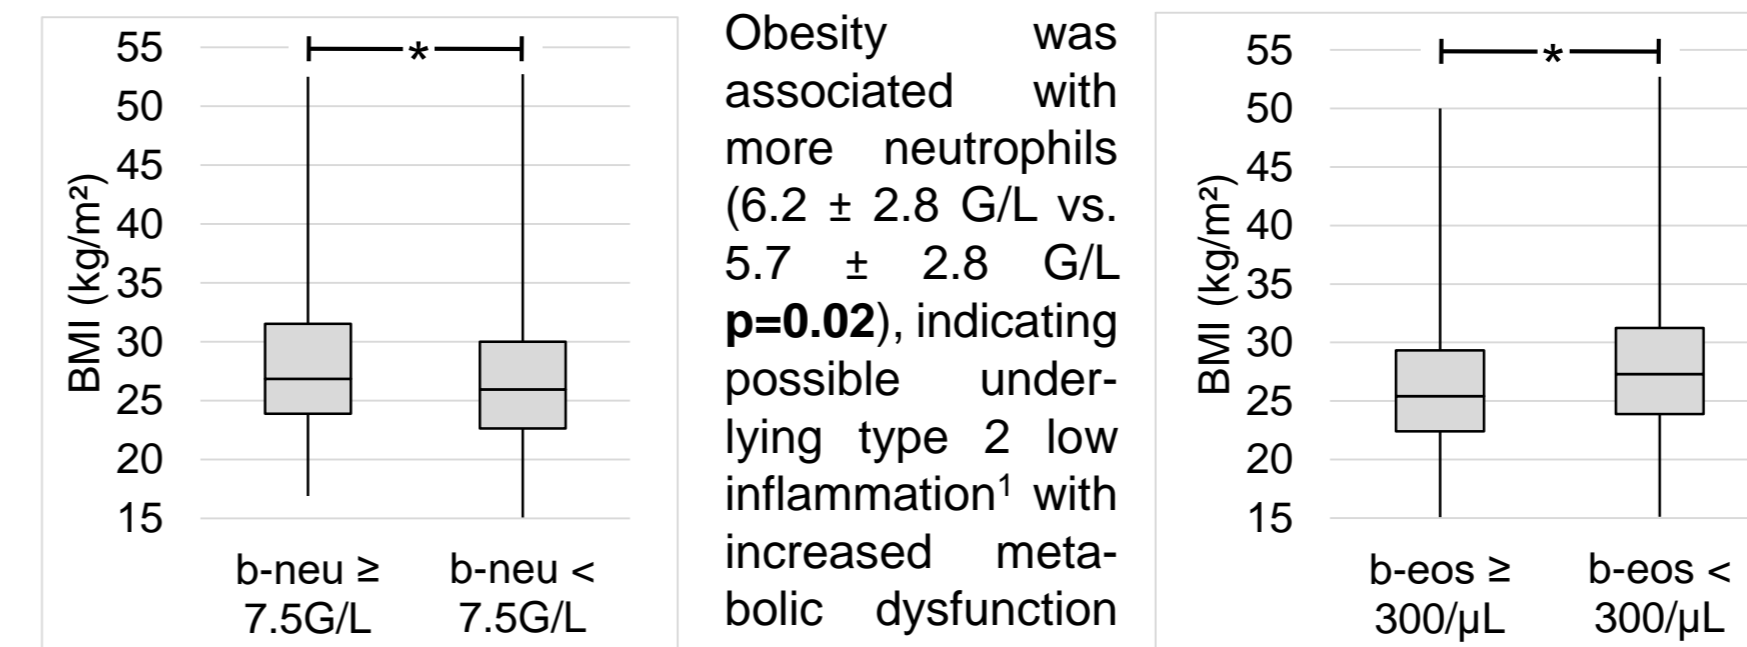 55
50
45
40
35
30
25
20
15
BMI (kg/m²)
*
b-neu ≥
7.5G/L
b-neu <
7.5G/L
Obesity was
associated with
more neutrophils
(6.2 ± 2.8 G/L vs.
5.7 ± 2.8 G/L
p=0.02), indicating
possible under-
lying type 2 low
inflammation¹ with
increased meta-
bolic dysfunction
55
50
45
40
35
30
25
20
15
BMI (kg/m²)
*
b-eos ≥
300/µL
b-eos <
300/µL